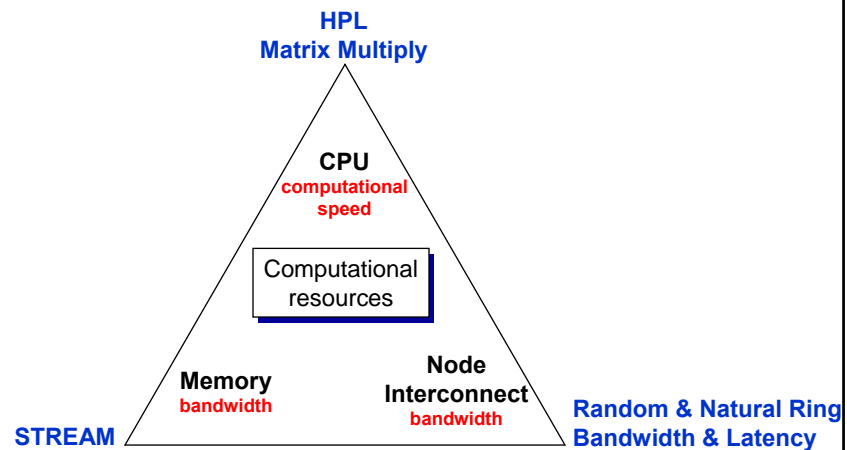 HPL
Matrix Multiply
CPU
computational
speed
Computational
resources
Memory
bandwidth
Node
Interconnect
bandwidth
STREAM
Random & Natural Ring
Bandwidth & Latency